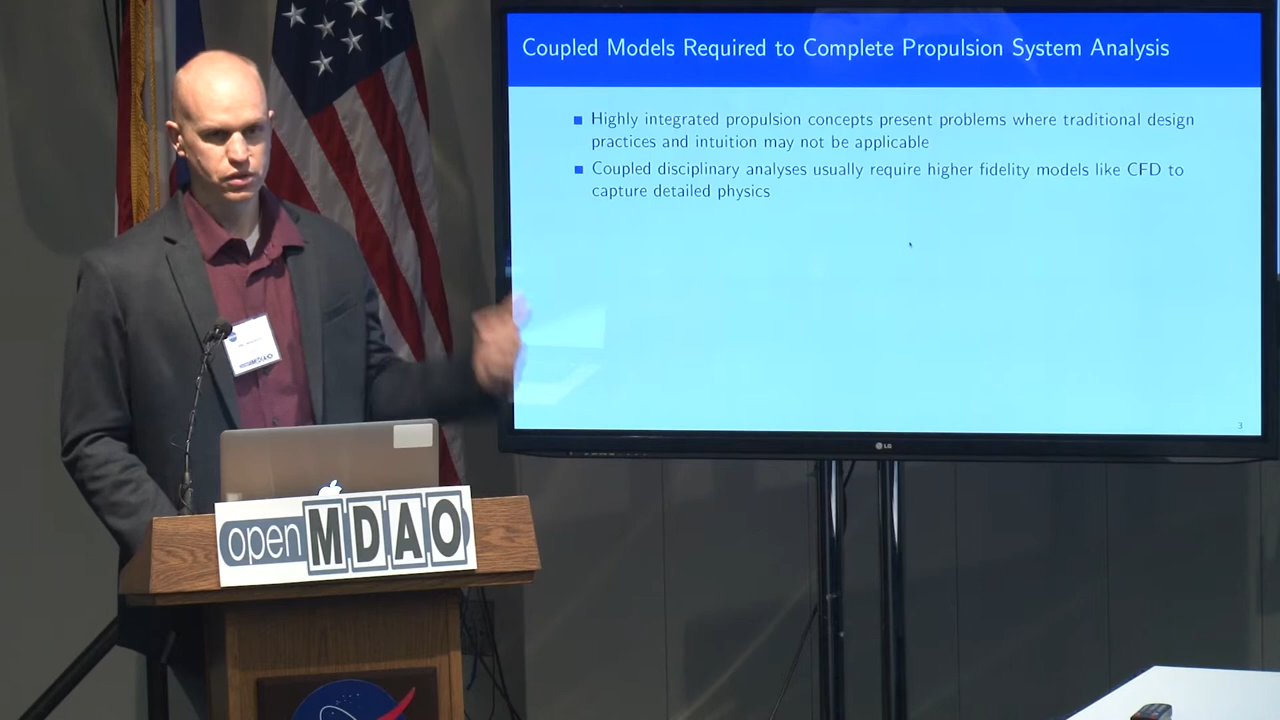 Coupled Models Required to Complete Propulsion System Analysis
Highly integrated propulsion concepts present problems where traditional design
practices and intuition may not be applicable
Coupled disciplinary analyses usually require higher fidelity models like CFD to
capture detailed physics
3
LG
open MDAO